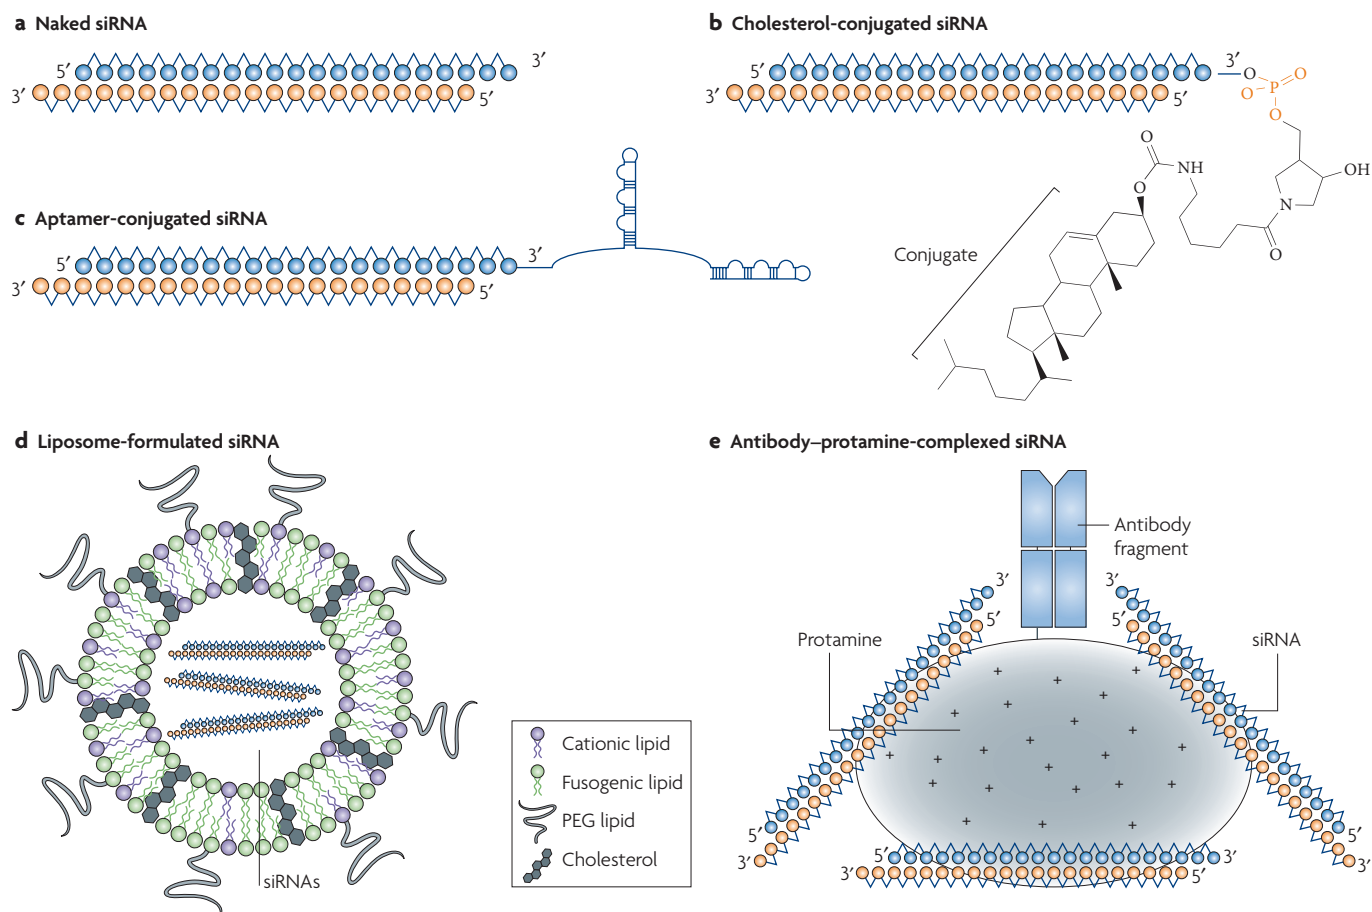 a Naked siRNA
5′
3′
3′
5′
b Cholesterol-conjugated siRNA
5′
3′
3′
5′
O
P
O
O
O
O
NH
O
OH
N
O
Conjugate
c Aptamer-conjugated siRNA
5′
3′
3′
5′
d Liposome-formulated siRNA
siRNAs
Cationic lipid
Fusogenic lipid
PEG lipid
Cholesterol
e Antibody–protamine-complexed siRNA
Antibody
fragment
3′
5′
3′
5′
Protamine
siRNA
+ + + + + + + + + + + + + + + + + + + + +
5′
3′
5′
3′
5′
3′
3′
5′